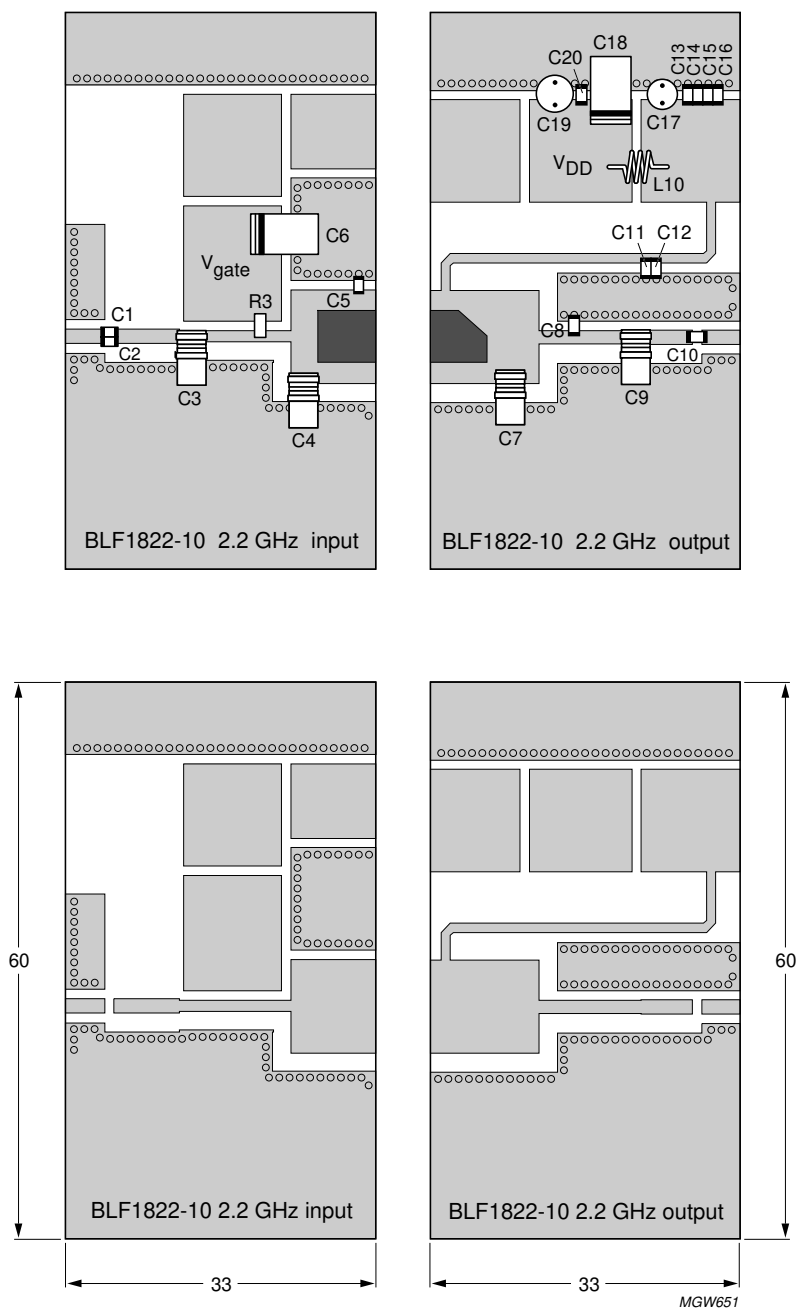 C18
C20
C13
C14
C15
C16
C19
C17
VDD
L10
C6
C11 C12
Vgate
C5
R3
C1
C8
C2
C10
C3
C9
C4
C7
BLF1822-10 2.2 GHz input
BLF1822-10 2.2 GHz output
60
60
BLF1822-10 2.2 GHz input
BLF1822-10 2.2 GHz output
33
33
MGW651